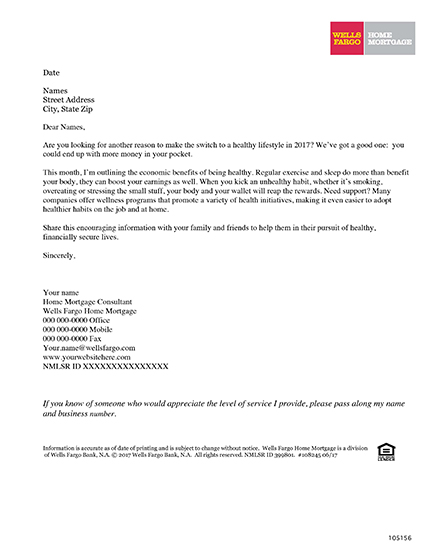 WELLS HOME
FARGO MORTGAGE
Date
Names
Street Address
City, State Zip
Dear Names,
Are you looking for another reason to make the switch to a healthy lifestyle in 2017? We've got a good one: you
could end up with more money in your pocket.
This month, I'm outlining the economic benefits of being healthy. Regular exercise and sleep do more than benefit
your body, they can boost your earnings as well. When you kick an unhealthy habit, whether it's smoking,
overeating or stressing the small stuff, your body and your wallet will reap the rewards. Need support? Many
companies offer wellness programs that promote a variety of health initiatives, making it even easier to adopt
healthier habits on the job and at home.
Share this encouraging information with your family and friends to help them in their pursuit of healthy,
financially secure lives.
Sincerely,
Your name
Home Mortgage Consultant
Wells Fargo Home Mortgage
000 000-0000 Office
000 000-0000 Mobile
000 000-0000 Fax
Your.name@wellsfargo.com
www.yourwebsitehere.com
NMLSR ID XXXXXXXXXXXXXXX
If you know of someone who would appreciate the level of service I provide, please pass along my name
and business number.
Information is accurate as of date of printing and is subject to change without notice. Wells Fargo Home Mortgage is a division
of Wells Fargo Bank, N.A. © 2017 Wells Fargo Bank, N.A. All rights reserved. NMLSR ID 399801. #108245 06/17
105156